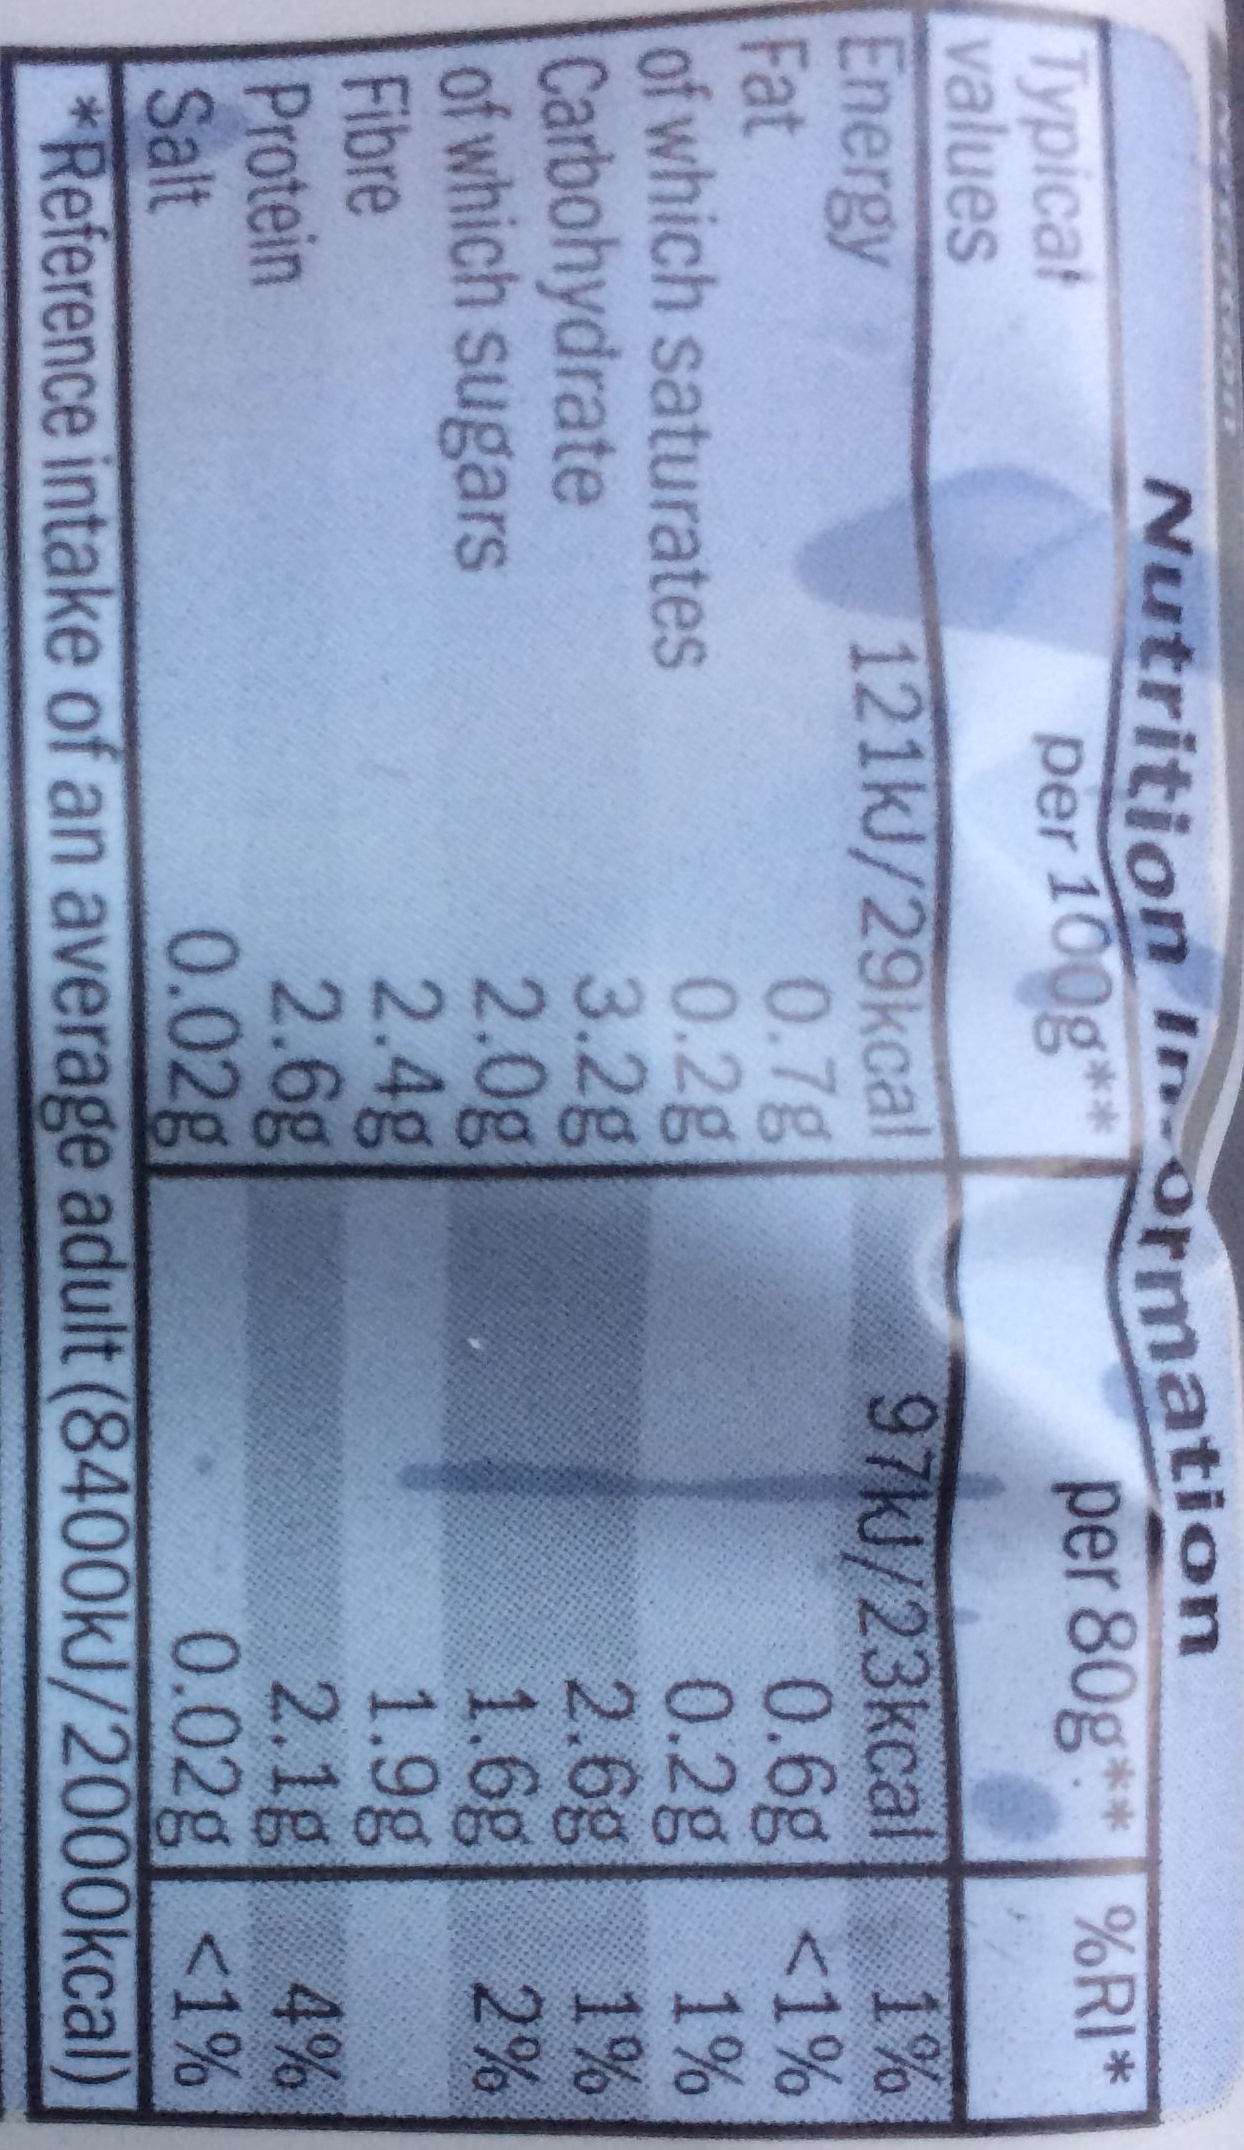 Nutrition
Nutrition Information
Typical values per 100g** per 80g** %RI*
Energy 121kJ/29kcal 97kJ/23kcal 1%
Fat 0.7g 0.6g <1%
of which saturates 0.2g 0.2g 1%
Carbohydrate 3.2g 2.6g 1%
of which sugars 2.0g 1.6g 2%
Fibre 2.4g 1.9g
Protein 2.6g 2.1g 4%
Salt 0.02g 0.02g <1%
*Reference intake of an average adult (8400kJ/2000kcal)